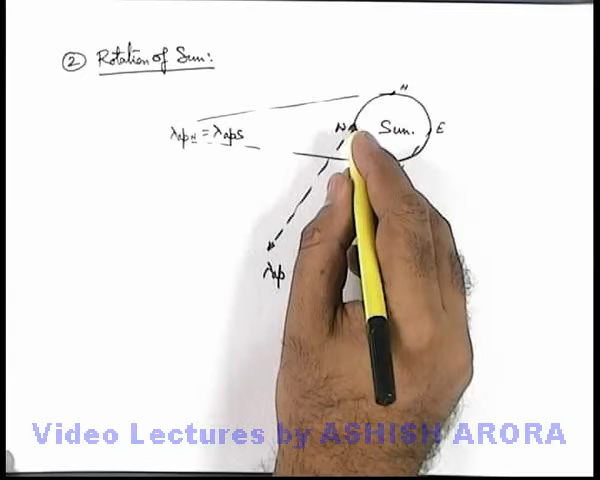 ② Rotation of Sun:
N
λapN = λaps
Sun.
E
λap
Video Lectures by ASHISH ARORA